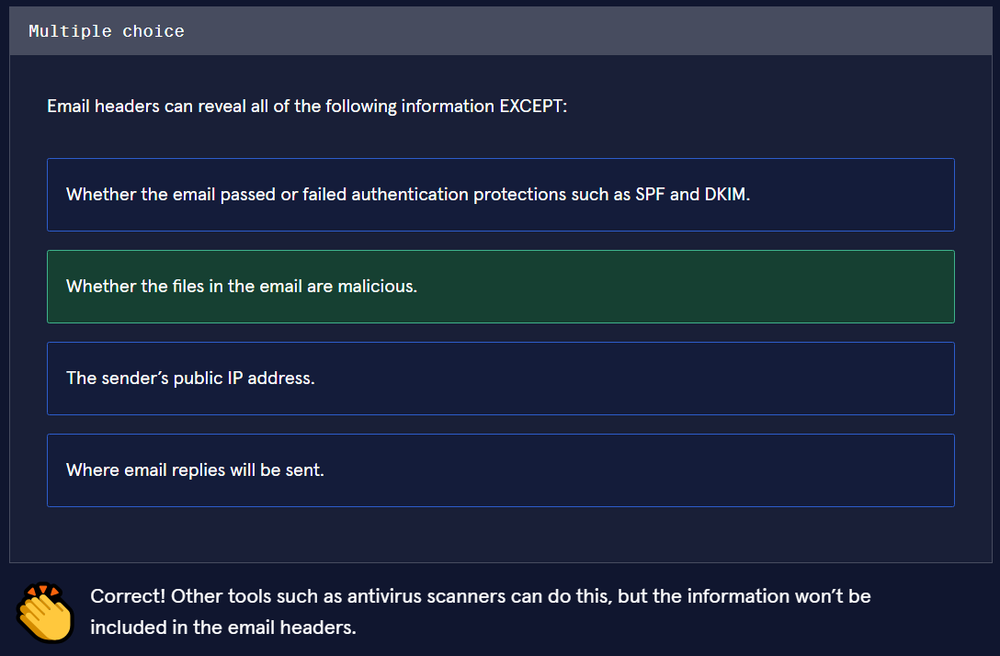 Multiple choice
Email headers can reveal all of the following information EXCEPT:
Whether the email passed or failed authentication protections such as SPF and DKIM.
Whether the files in the email are malicious.
The sender’s public IP address.
Where email replies will be sent.
Correct! Other tools such as antivirus scanners can do this, but the information won’t be
included in the email headers.